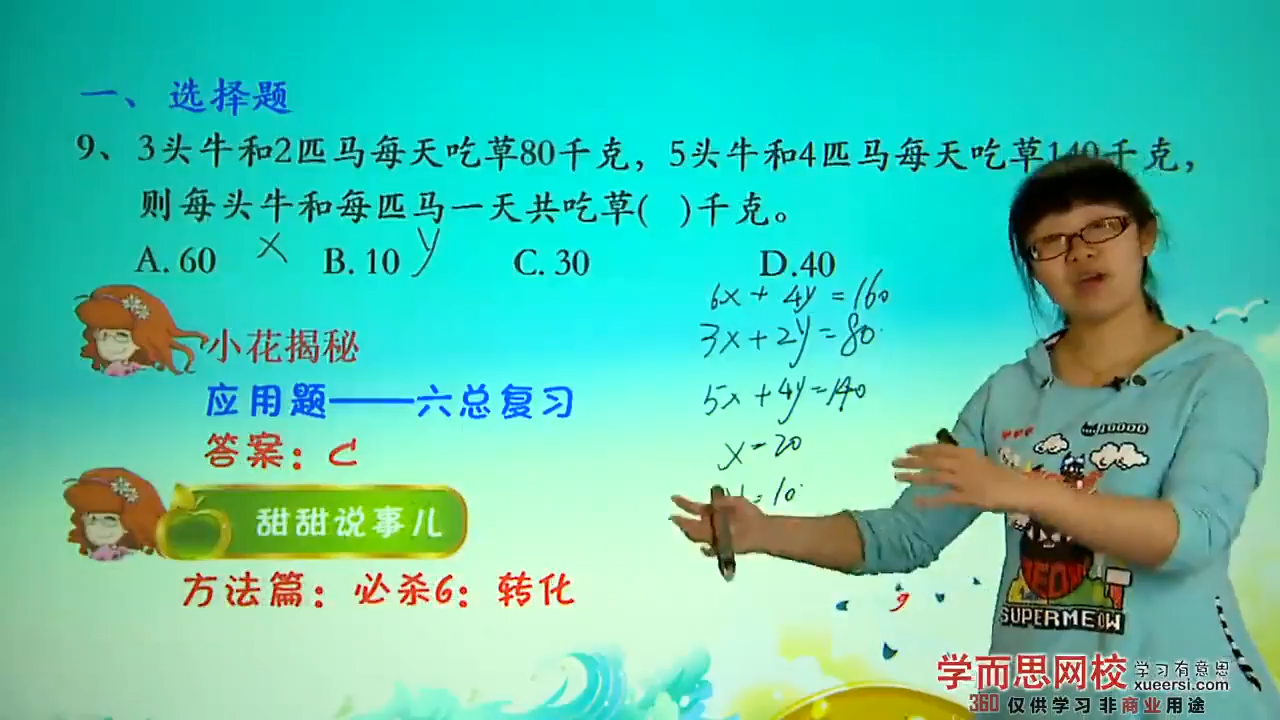 一、选择题
9、3头牛和2匹马每天吃草80千克，5头牛和4匹马每天吃草140千克，
则每头牛和每匹马一天共吃草(  )千克。
x y
A. 60 B. 10 C. 30 D.40
6x + 4y = 160
3x + 2y = 80
5x + 4y = 140
x = 20
= 10
小花揭秘
应用题——六总复习
答案：C
甜甜说事儿
方法篇：必杀6：转化
10000
SUPERMEOW
学而思网校 学习有意思
xueersi.com
360 仅供学习 非商业用途